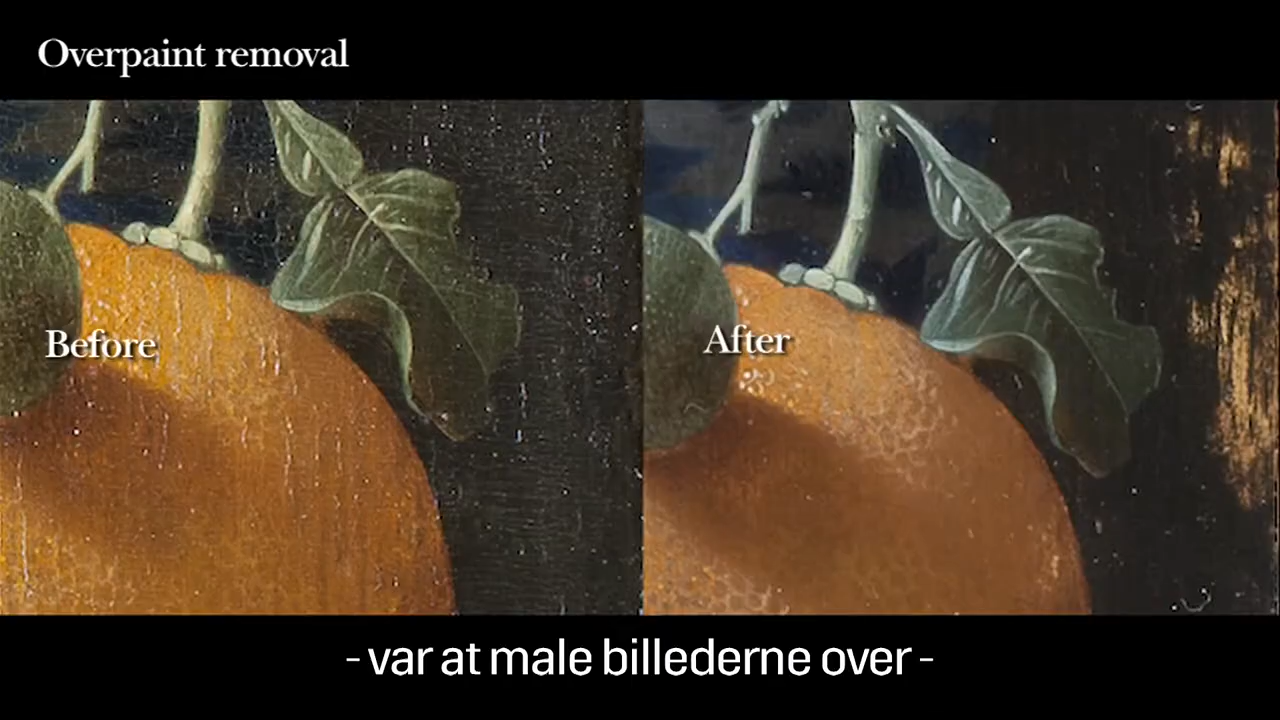 Overpaint removal
Before
After
- var at male billederne over -